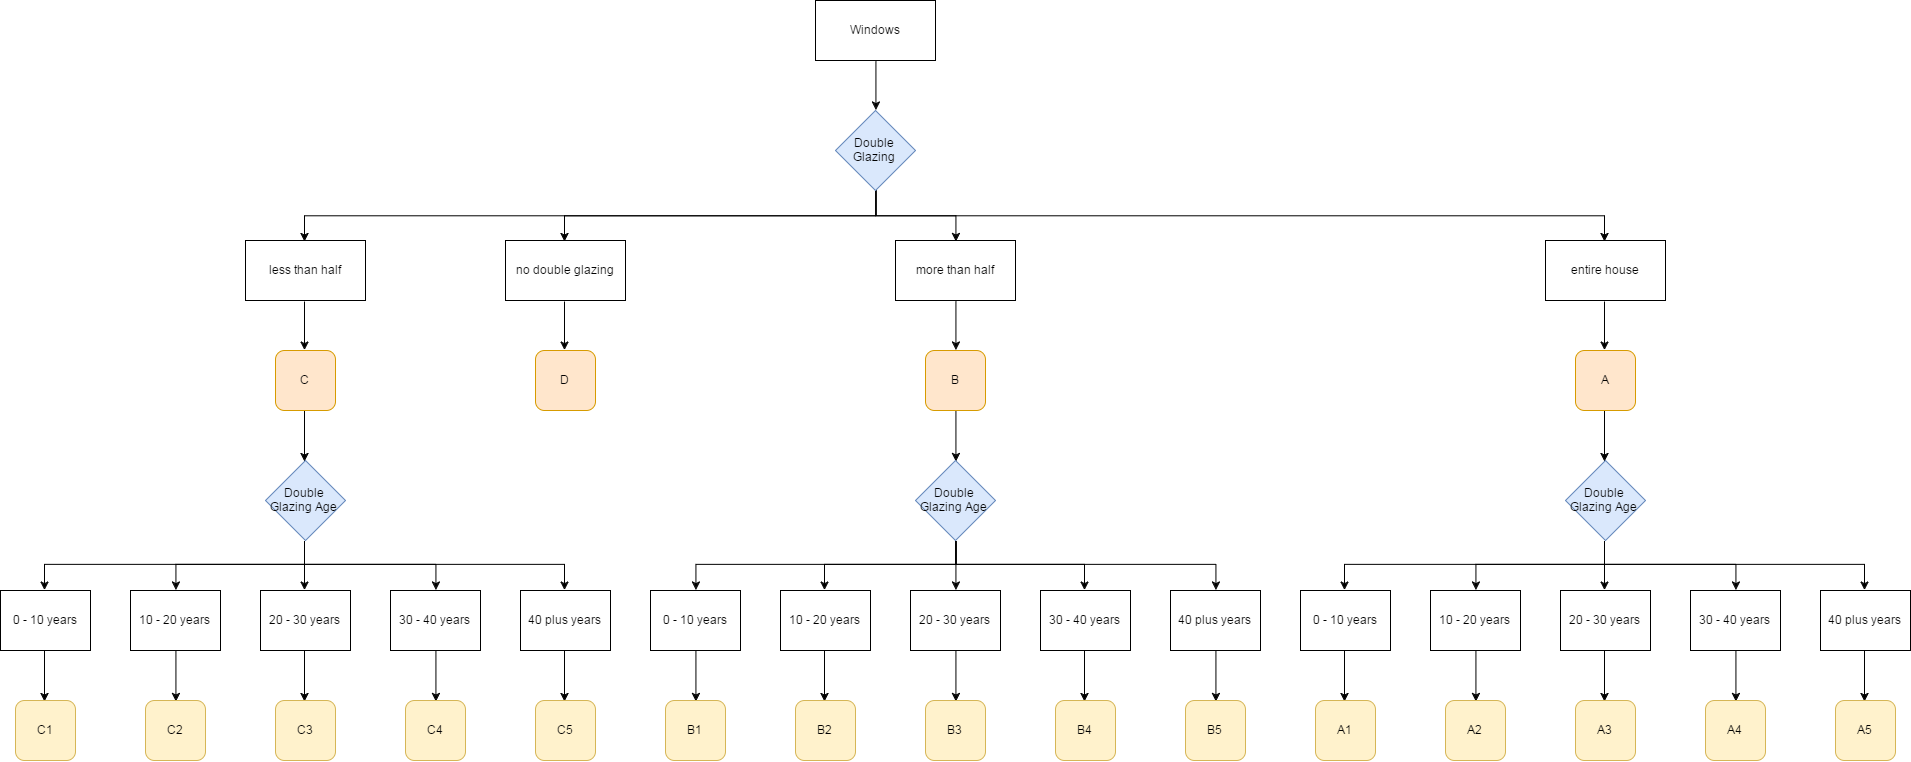 Windows
Double
Glazing
less than half
no double glazing
more than half
entire house
C
D
B
A
Double
Glazing Age
Double
Glazing Age
Double
Glazing Age
0 - 10 years
10 - 20 years
20 - 30 years
30 - 40 years
40 plus years
0 - 10 years
10 - 20 years
20 - 30 years
30 - 40 years
40 plus years
0 - 10 years
10 - 20 years
20 - 30 years
30 - 40 years
40 plus years
C1
C2
C3
C4
C5
B1
B2
B3
B4
B5
A1
A2
A3
A4
A5